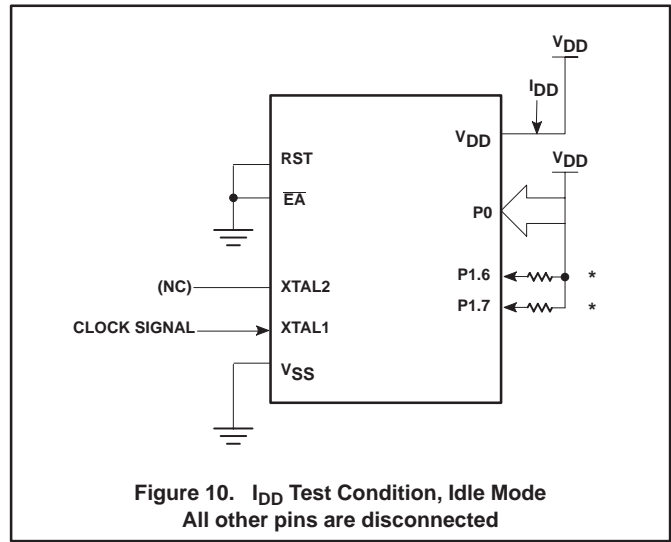 VDD
IDD
VDD
VDD
RST
EA
P0
P1.6
*
(NC)
XTAL2
P1.7
*
CLOCK SIGNAL
XTAL1
VSS
Figure 10. IDD Test Condition, Idle Mode
All other pins are disconnected